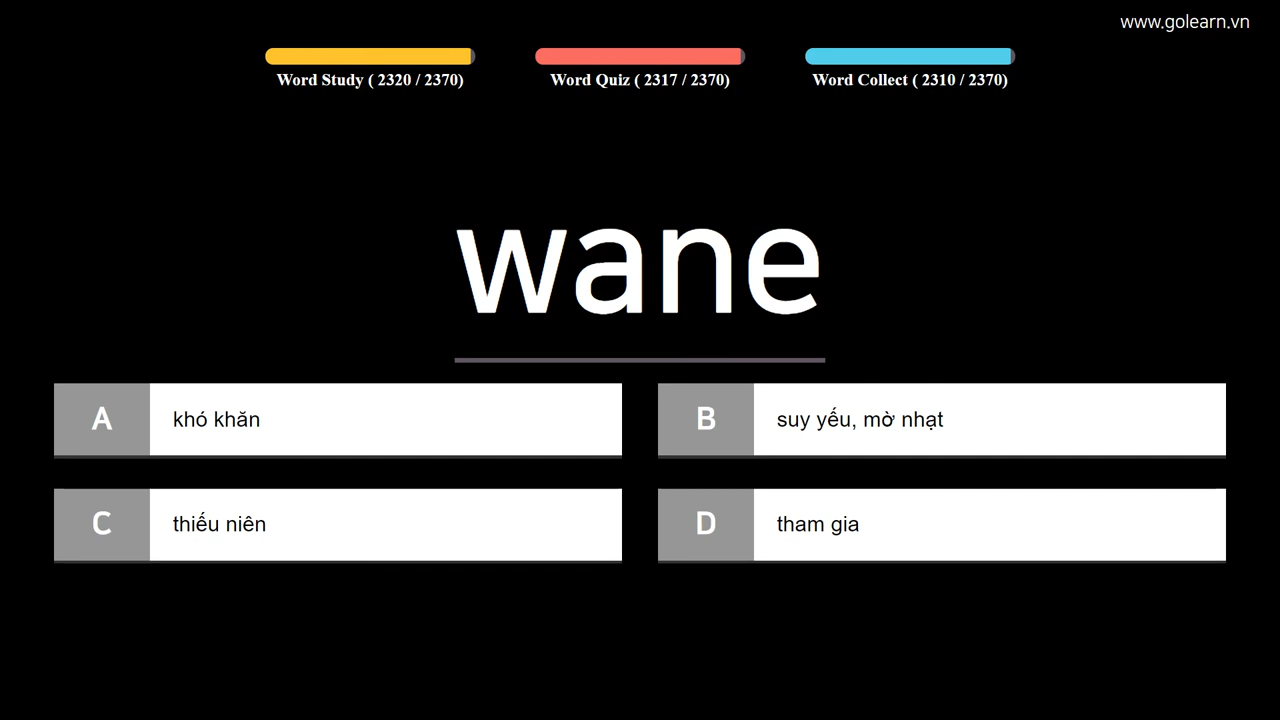 www.golearn.vn
Word Study ( 2320 / 2370)
Word Quiz ( 2317 / 2370)
Word Collect ( 2310 / 2370)
wane
A khó khăn
B suy yếu, mờ nhạt
C thiếu niên
D tham gia